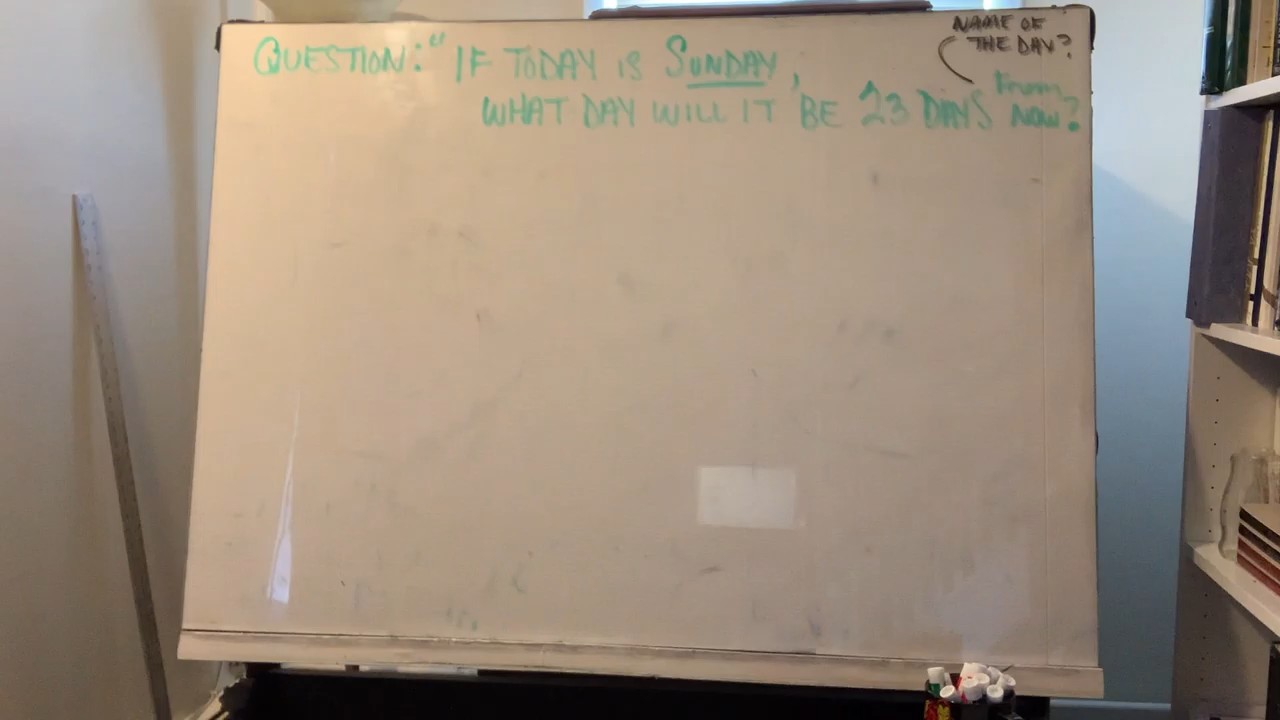 NAME OF
THE DAY?
QUESTION: "IF TODAY IS SUNDAY,
WHAT DAY WILL IT BE 23 DAYS From
NOW?